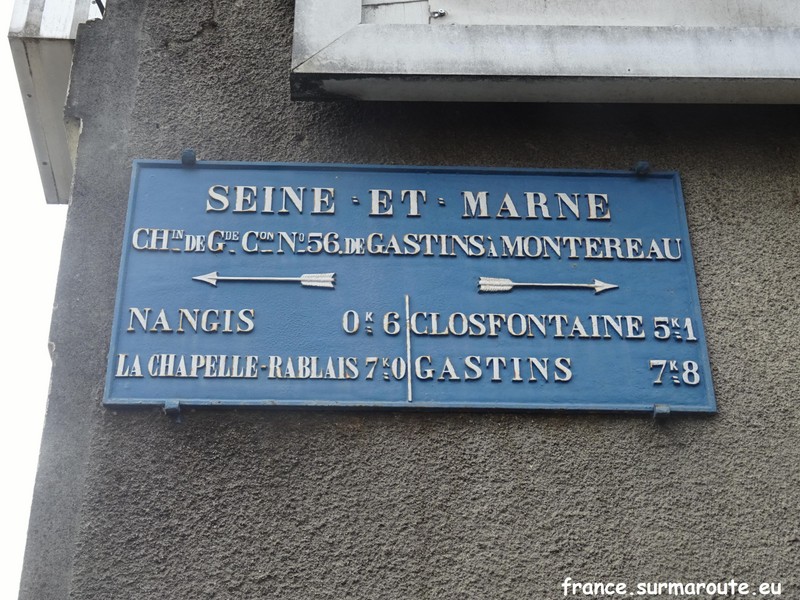 SEINE-ET-MARNE
CHIN DE GDE CON NO 56. DE GASTINS À MONTEREAU
NANGIS 0K6 CLOSFONTAINE 5K1
LA CHAPELLE-RABLAIS 7K0 GASTINS 7K8
france.surmaroute.eu